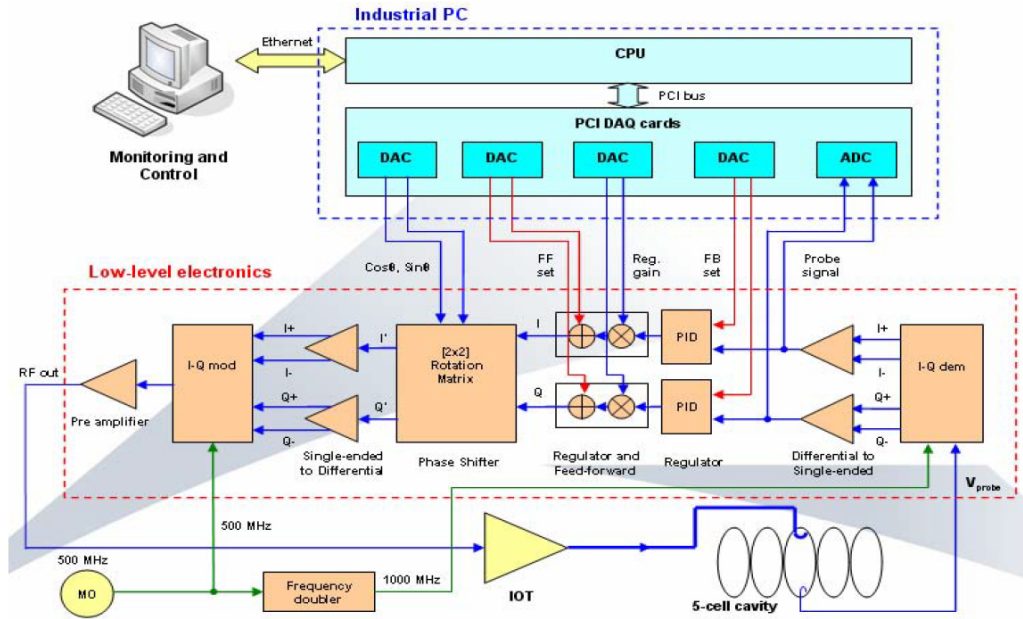 Industrial PC
Ethernet
CPU
PCI bus
PCI DAQ cards
DAC
DAC
DAC
DAC
ADC
Monitoring and
Control
Low-level electronics
Cosθ, Sinθ
FF
set
Reg.
gain
FB
set
Probe
signal
RF out
Pre amplifier
I-Q mod
I+
I-
Q+
Q-
I'
Q'
Single-ended
to Differential
[2x2]
Rotation
Matrix
Phase Shifter
I
Q
Regulator and
Feed-forward
PID
PID
Regulator
I+
I-
Q+
Q-
Differential to
Single-ended
I-Q dem
Vprobe
500 MHz
500 MHz
MO
Frequency
doubler
1000 MHz
IOT
5-cell cavity